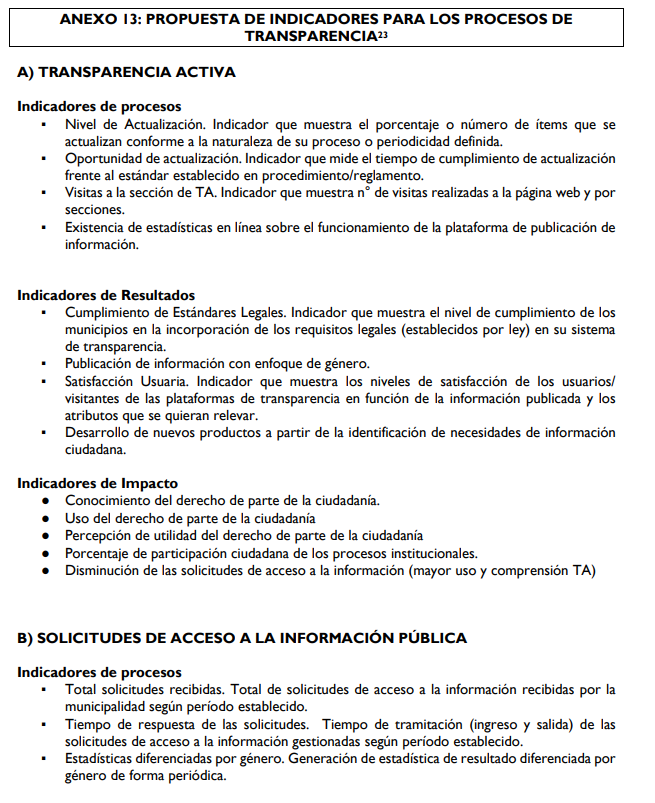 ANEXO 13: PROPUESTA DE INDICADORES PARA LOS PROCESOS DE
TRANSPARENCIA23
A) TRANSPARENCIA ACTIVA
Indicadores de procesos
▪ Nivel de Actualización. Indicador que muestra el porcentaje o número de ítems que se
actualizan conforme a la naturaleza de su proceso o periodicidad definida.
▪ Oportunidad de actualización. Indicador que mide el tiempo de cumplimiento de actualización
frente al estándar establecido en procedimiento/reglamento.
▪ Visitas a la sección de TA. Indicador que muestra n° de visitas realizadas a la página web y por
secciones.
▪ Existencia de estadísticas en línea sobre el funcionamiento de la plataforma de publicación de
información.
Indicadores de Resultados
▪ Cumplimiento de Estándares Legales. Indicador que muestra el nivel de cumplimiento de los
municipios en la incorporación de los requisitos legales (establecidos por ley) en su sistema
de transparencia.
▪ Publicación de información con enfoque de género.
▪ Satisfacción Usuaria. Indicador que muestra los niveles de satisfacción de los usuarios/
visitantes de las plataformas de transparencia en función de la información publicada y los
atributos que se quieran relevar.
▪ Desarrollo de nuevos productos a partir de la identificación de necesidades de información
ciudadana.
Indicadores de Impacto
● Conocimiento del derecho de parte de la ciudadanía.
● Uso del derecho de parte de la ciudadanía
● Percepción de utilidad del derecho de parte de la ciudadanía
● Porcentaje de participación ciudadana de los procesos institucionales.
● Disminución de las solicitudes de acceso a la información (mayor uso y comprensión TA)
B) SOLICITUDES DE ACCESO A LA INFORMACIÓN PÚBLICA
Indicadores de procesos
▪ Total solicitudes recibidas. Total de solicitudes de acceso a la información recibidas por la
municipalidad según período establecido.
▪ Tiempo de respuesta de las solicitudes. Tiempo de tramitación (ingreso y salida) de las
solicitudes de acceso a la información gestionadas según período establecido.
▪ Estadísticas diferenciadas por género. Generación de estadística de resultado diferenciada por
género de forma periódica.